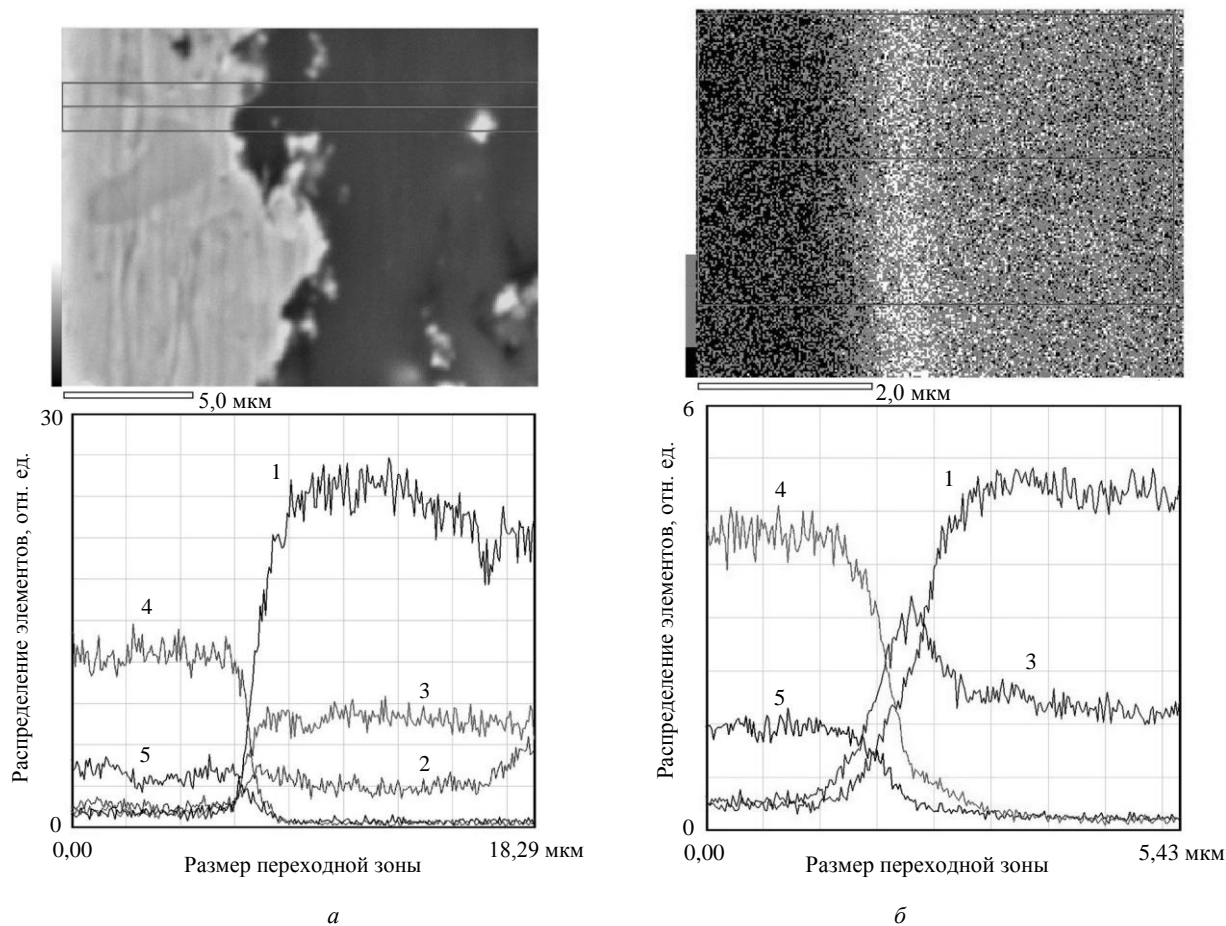 5,0 мкм
30
Распределение элементов, отн. ед.
1
4
3
5
2
0
0,00
18,29 мкм
Размер переходной зоны
а
2,0 мкм
6
Распределение элементов, отн. ед.
4
1
3
5
0
0,00
5,43 мкм
Размер переходной зоны
б